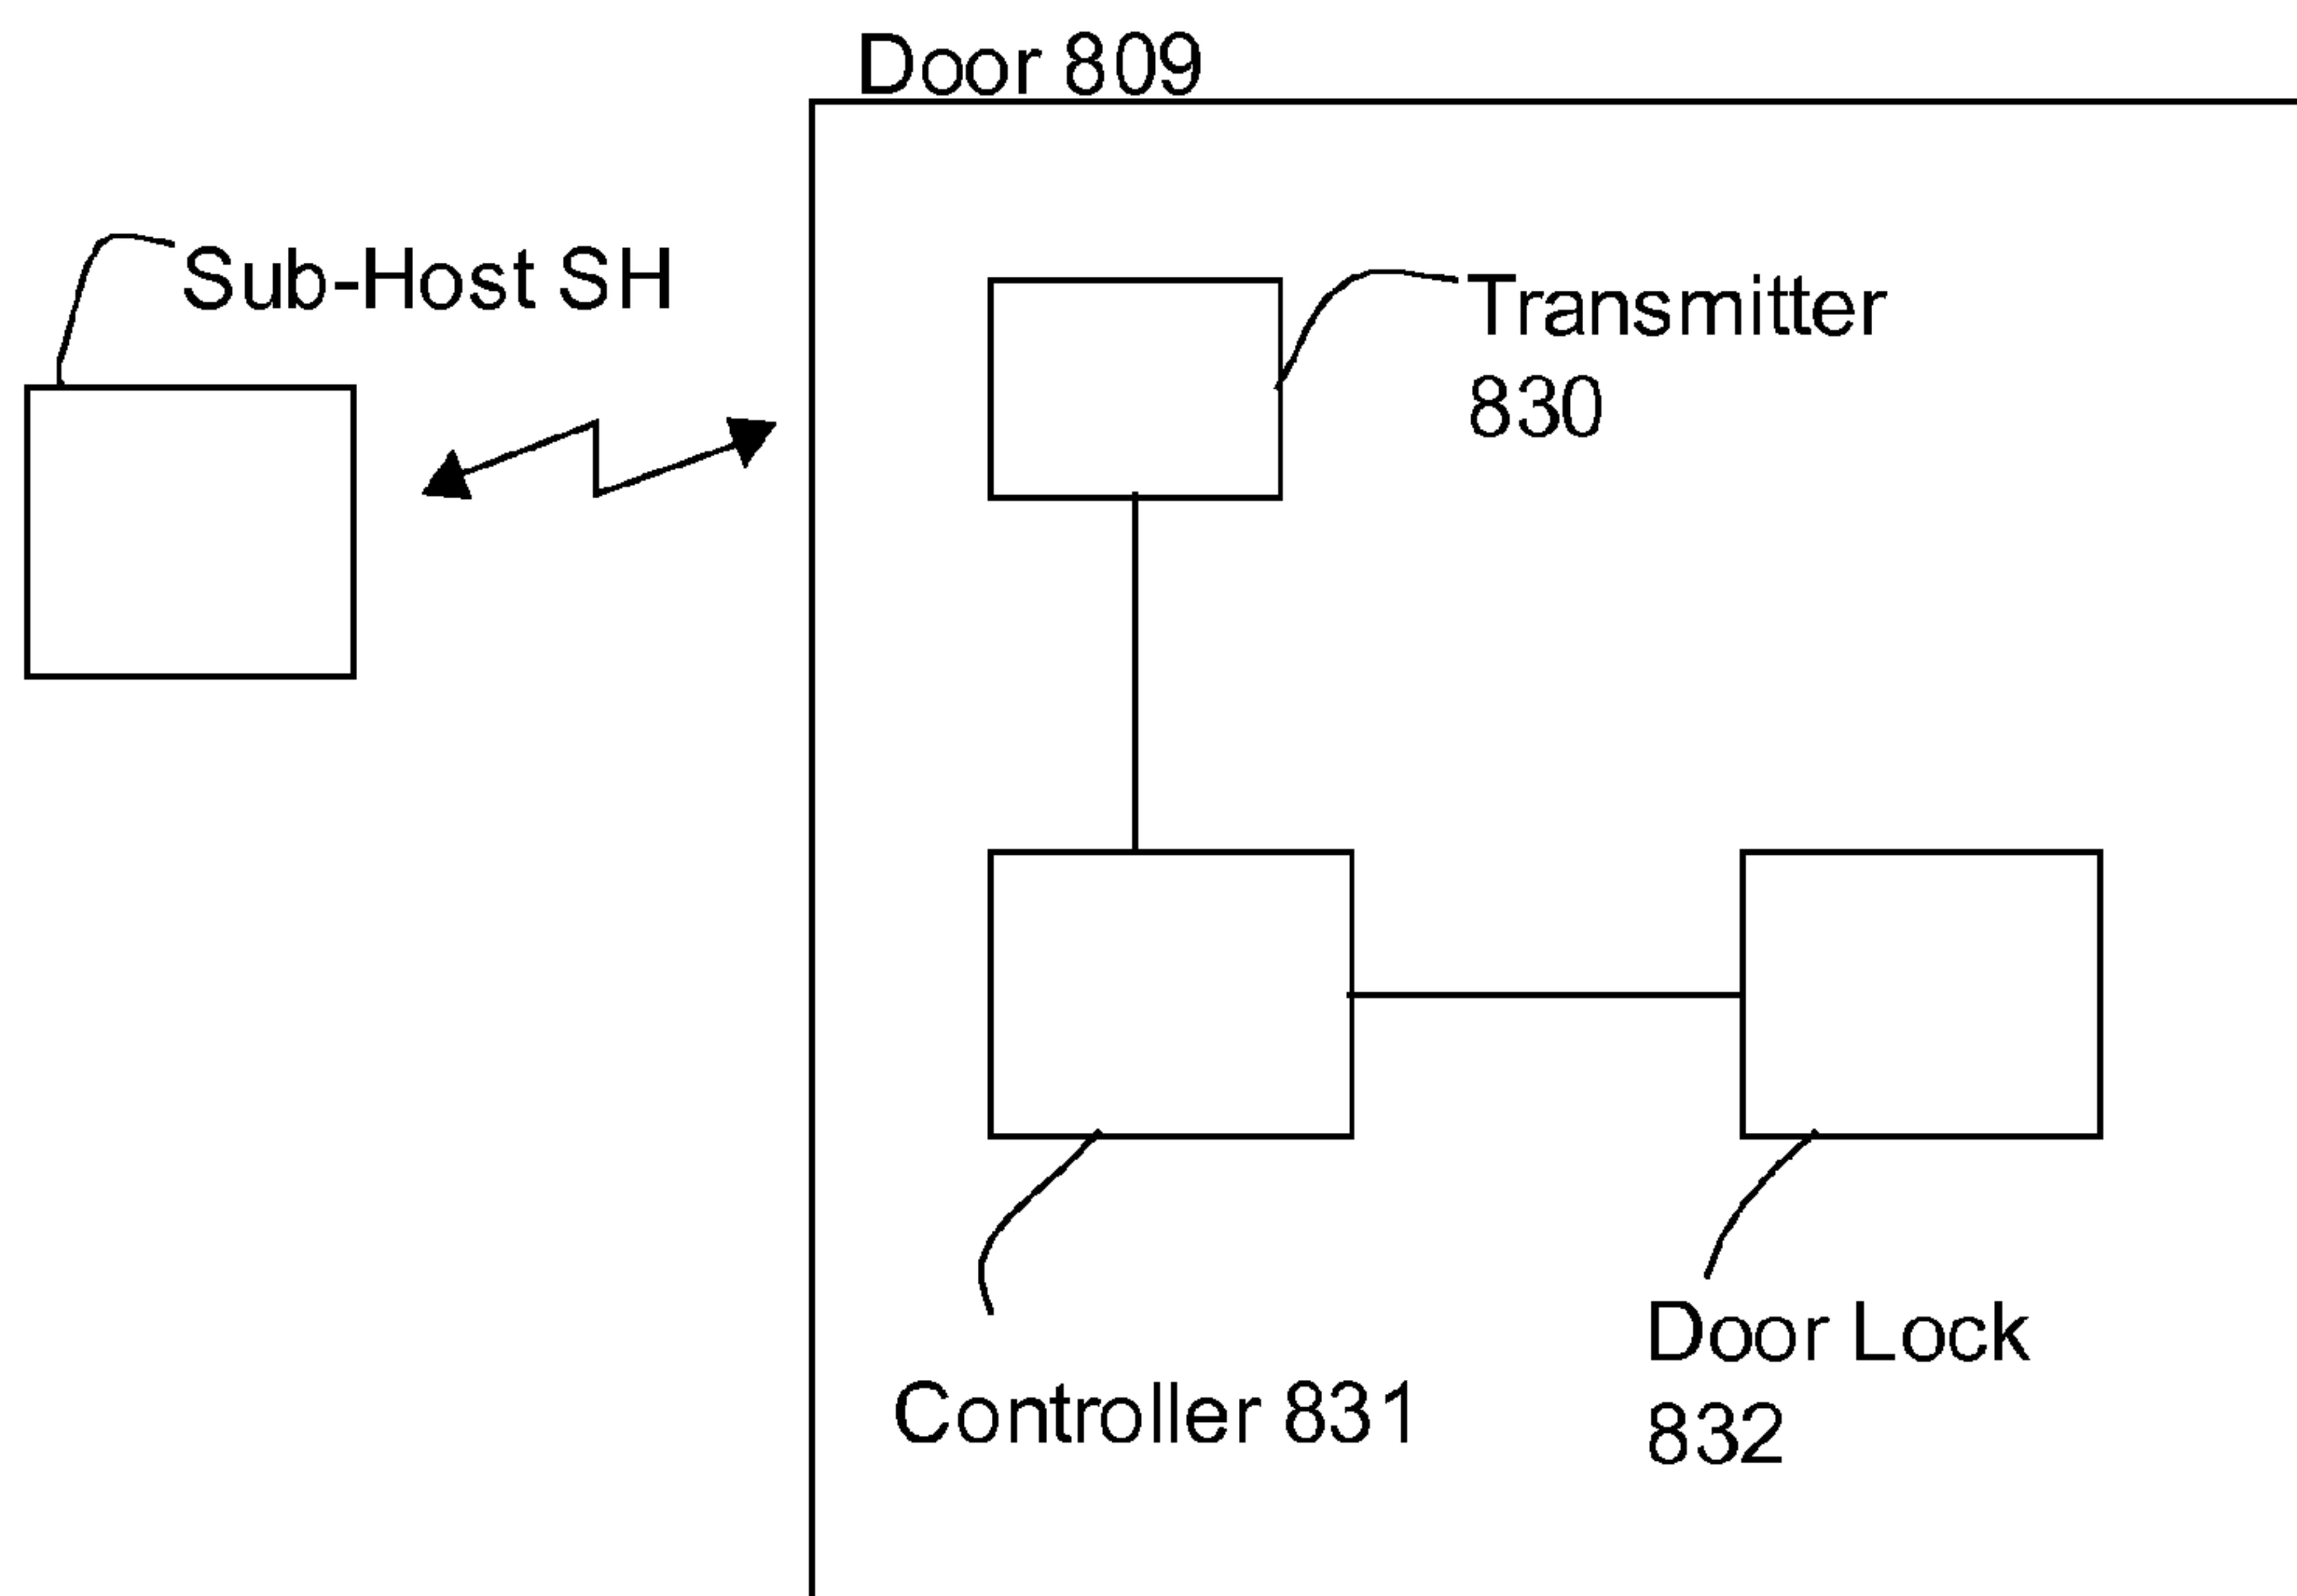 Door 809
Sub-Host SH
Transmitter
830
Controller 831
Door Lock
832